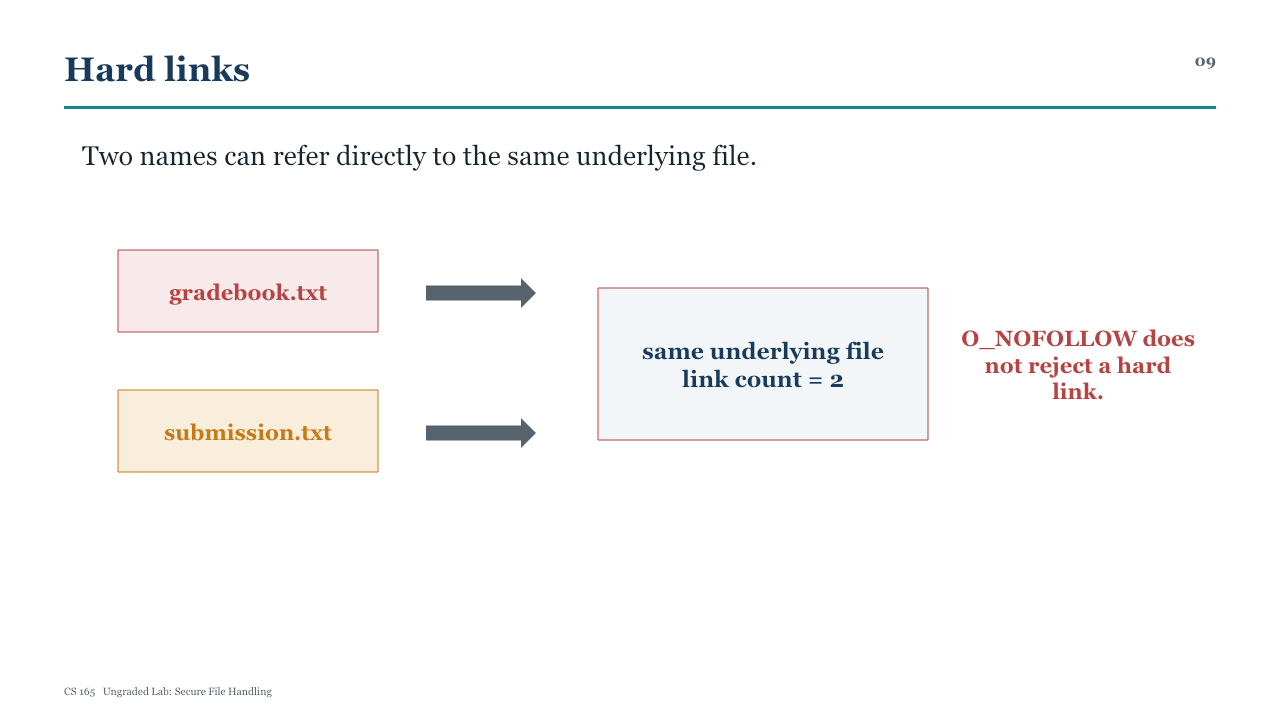 Hard links
09
Two names can refer directly to the same underlying file.
gradebook.txt
submission.txt
same underlying file
link count = 2
O_NOFOLLOW does
not reject a hard
link.
CS 165 Ungraded Lab: Secure File Handling